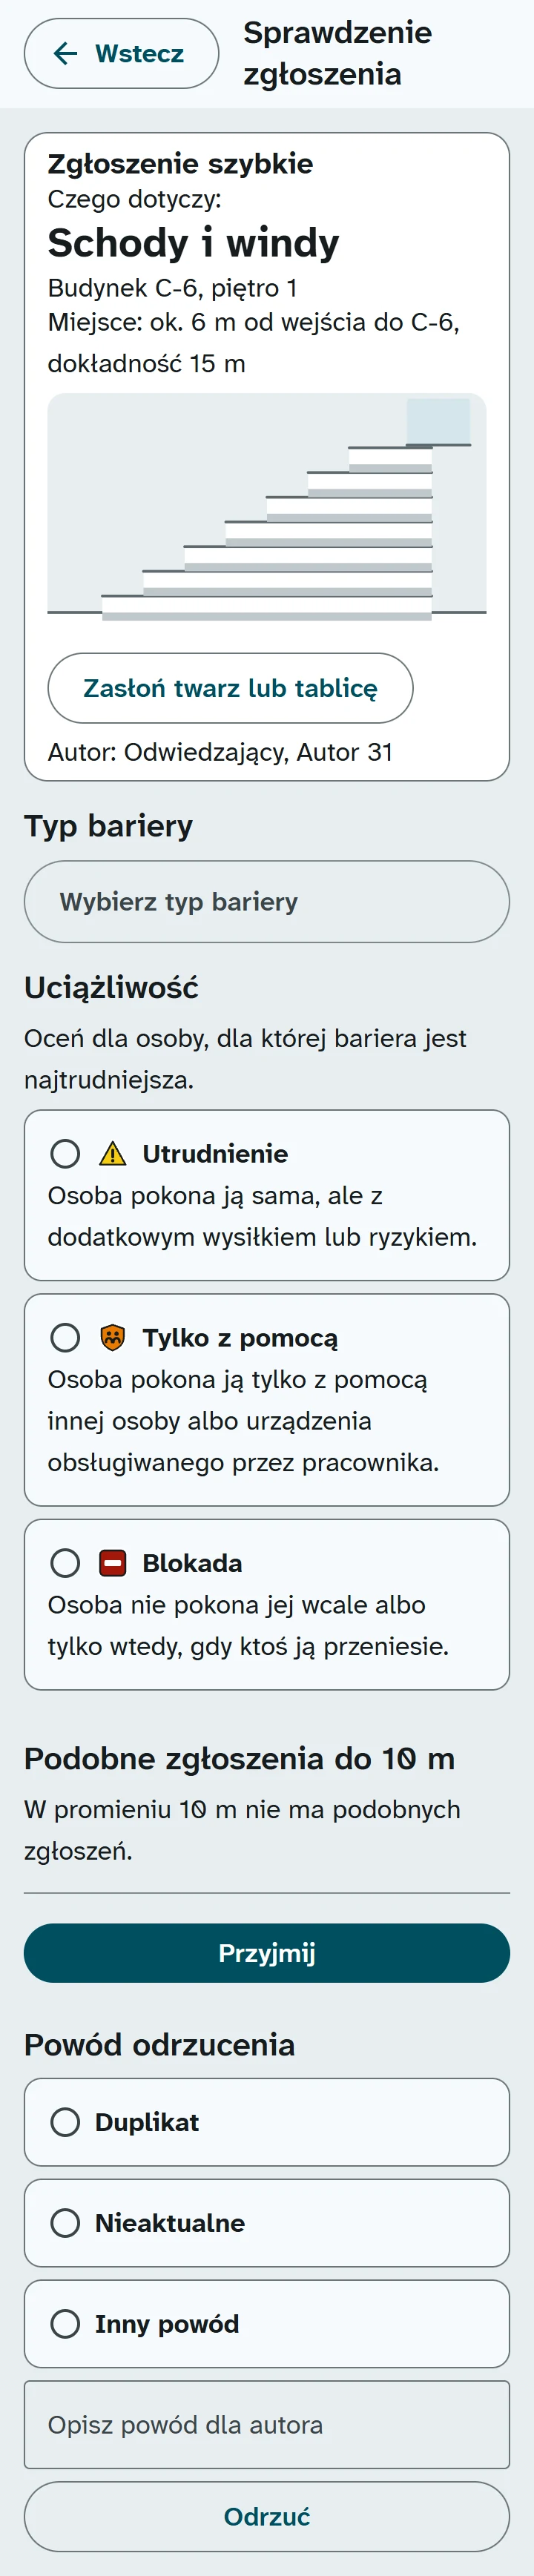 Wstecz
Sprawdzenie
zgłoszenia
Zgłoszenie szybkie
Czego dotyczy:
Schody i windy
Budynek C-6, piętro 1
Miejsce: ok. 6 m od wejścia do C-6,
dokładność 15 m
Zasłoń twarz lub tablicę
Autor: Odwiedzający, Autor 31
Typ bariery
Wybierz typ bariery
Uciążliwość
Oceń dla osoby, dla której bariera jest
najtrudniejsza.
Utrudnienie
Osoba pokona ją sama, ale z
dodatkowym wysiłkiem lub ryzykiem.
Tylko z pomocą
Osoba pokona ją tylko z pomocą
innej osoby albo urządzenia
obsługiwanego przez pracownika.
Blokada
Osoba nie pokona jej wcale albo
tylko wtedy, gdy ktoś ją przeniesie.
Podobne zgłoszenia do 10 m
W promieniu 10 m nie ma podobnych
zgłoszeń.
Przyjmij
Powód odrzucenia
Duplikat
Nieaktualne
Inny powód
Opisz powód dla autora
Odrzuć